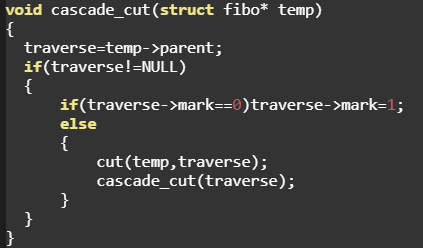 void cascade_cut(struct fibo* temp)
{
  traverse=temp->parent;
  if(traverse!=NULL)
  {
      if(traverse->mark==0)traverse->mark=1;
      else
      {
          cut(temp,traverse);
          cascade_cut(traverse);
      }
  }
}